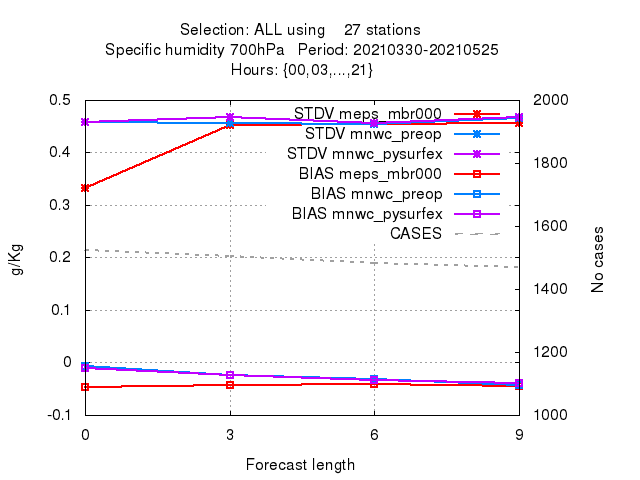 Selection: ALL using    27 stations
Specific humidity 700hPa   Period: 20210330-20210525
Hours: {00,03,...,21}
0.5
0.4
0.3
0.2
0.1
0
-0.1
g/Kg
STDV meps_mbr000
STDV mnwc_preop
STDV mnwc_pysurfex
BIAS meps_mbr000
BIAS mnwc_preop
BIAS mnwc_pysurfex
CASES
2000
1800
1600
1400
1200
1000
No cases
0 3 6 9
Forecast length